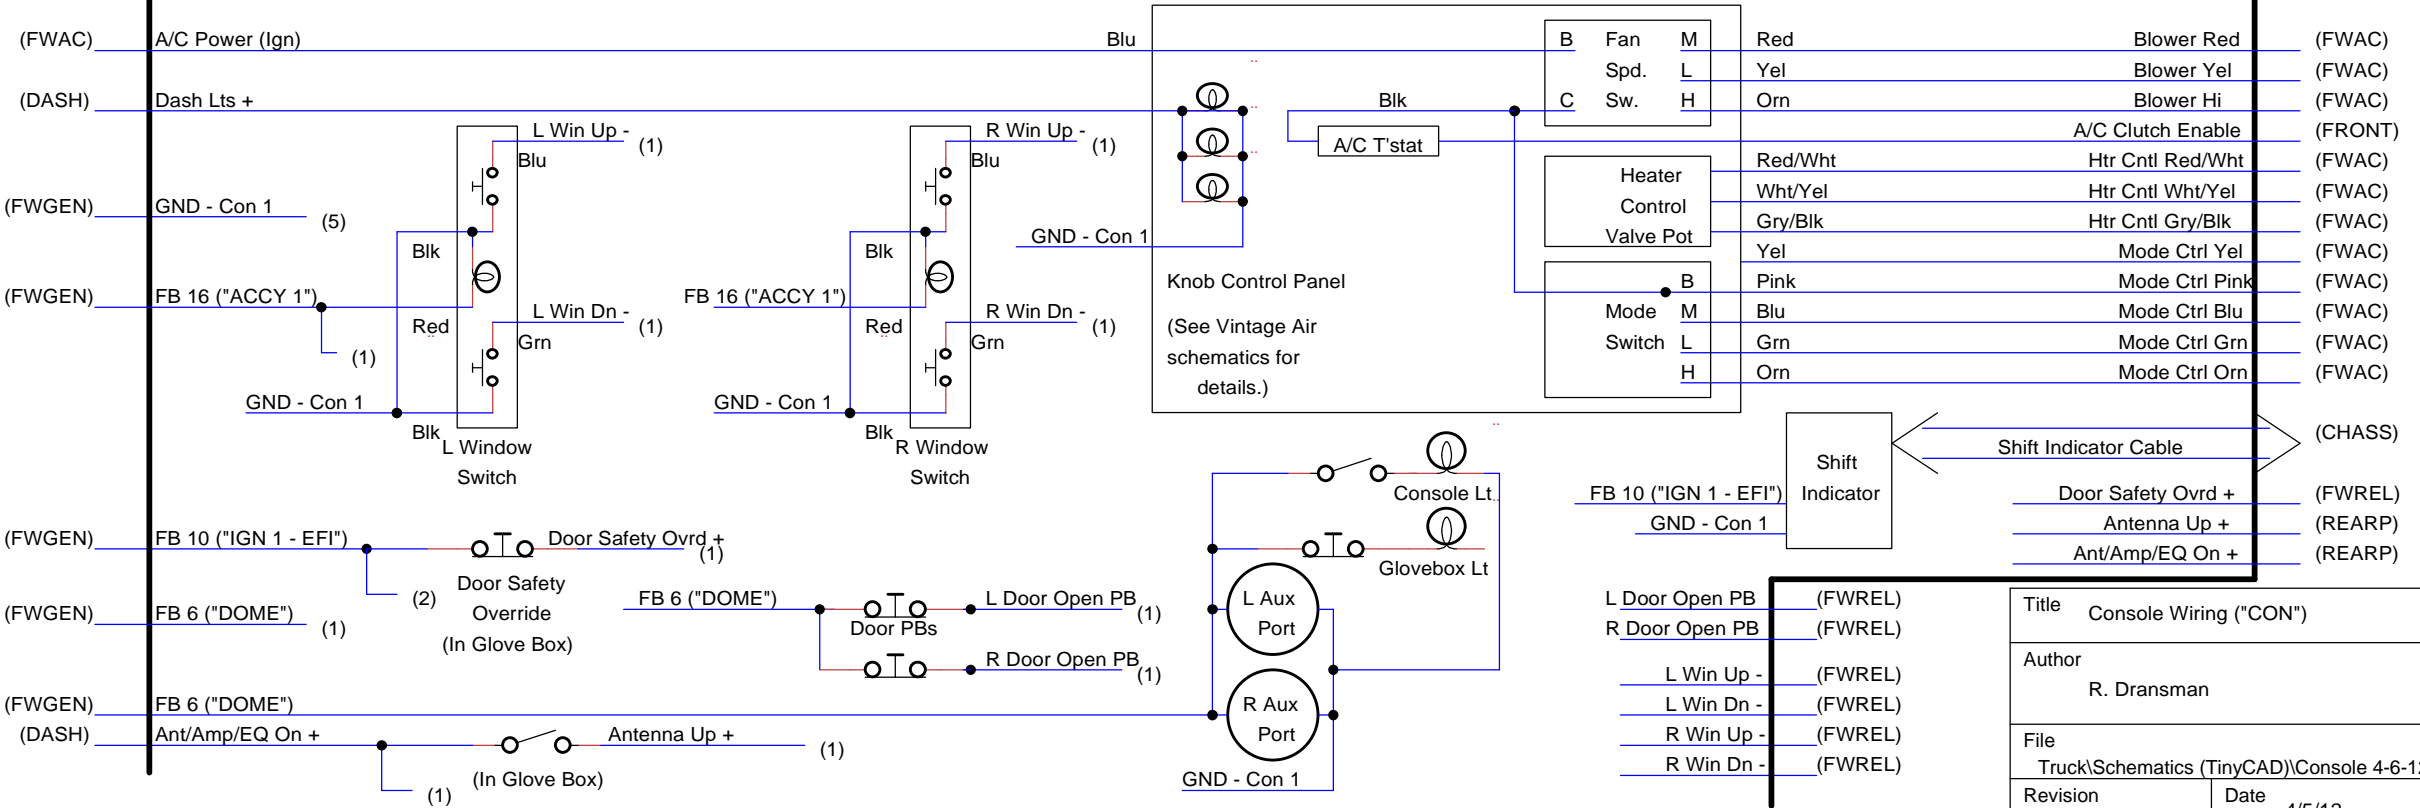 (FWAC) A/C Power (Ign) Blu B Fan M Red Blower Red (FWAC)
Spd. L Yel Blower Yel (FWAC)
(DASH) Dash Lts + Blk C Sw. H Orn Blower Hi (FWAC)
L Win Up - (1) R Win Up - (1) A/C T'stat A/C Clutch Enable (FRONT)
Blu Blu Heater Red/Wht Htr Cntl Red/Wht (FWAC)
(FWGEN) GND - Con 1 (5) Control Wht/Yel Htr Cntl Wht/Yel (FWAC)
GND - Con 1 Valve Pot Gry/Blk Htr Cntl Gry/Blk (FWAC)
Blk Blk Yel Mode Ctrl Yel (FWAC)
Knob Control Panel B Pink Mode Ctrl Pink (FWAC)
(FWGEN) FB 16 ("ACCY 1") FB 16 ("ACCY 1")
L Win Dn - (1) R Win Dn - (1) Mode M Blu Mode Ctrl Blu (FWAC)
Red Red (See Vintage Air
Grn Grn Switch L Grn Mode Ctrl Grn (FWAC)
(1) schematics for
details.) H Orn Mode Ctrl Orn (FWAC)
GND - Con 1 GND - Con 1
Blk Blk (CHASS)
L Window R Window Shift Indicator Cable
Switch Switch Shift
Console Lt Indicator
FB 10 ("IGN 1 - EFI") Door Safety Ovrd + (FWREL)
GND - Con 1 Antenna Up + (REARP)
Ant/Amp/EQ On + (REARP)
(FWGEN) FB 10 ("IGN 1 - EFI") Door Safety Ovrd + (1)
Glovebox Lt
Door Safety
(2) Override
(In Glove Box)
FB 6 ("DOME") L Door Open PB (1) L Aux
Port
Door PBs
(FWGEN) FB 6 ("DOME") (1)
R Door Open PB (1)
L Door Open PB (FWREL)
R Door Open PB (FWREL)
L Win Up - (FWREL)
L Win Dn - (FWREL)
R Win Up - (FWREL)
R Win Dn - (FWREL)
(FWGEN) FB 6 ("DOME") R Aux
Port
(DASH) Ant/Amp/EQ On + Antenna Up + (1)
(In Glove Box)
(1)
GND - Con 1
Title Console Wiring ("CON")
Author
R. Dransman
File
Truck\Schematics (TinyCAD)\Console 4-6-12
Revision Date